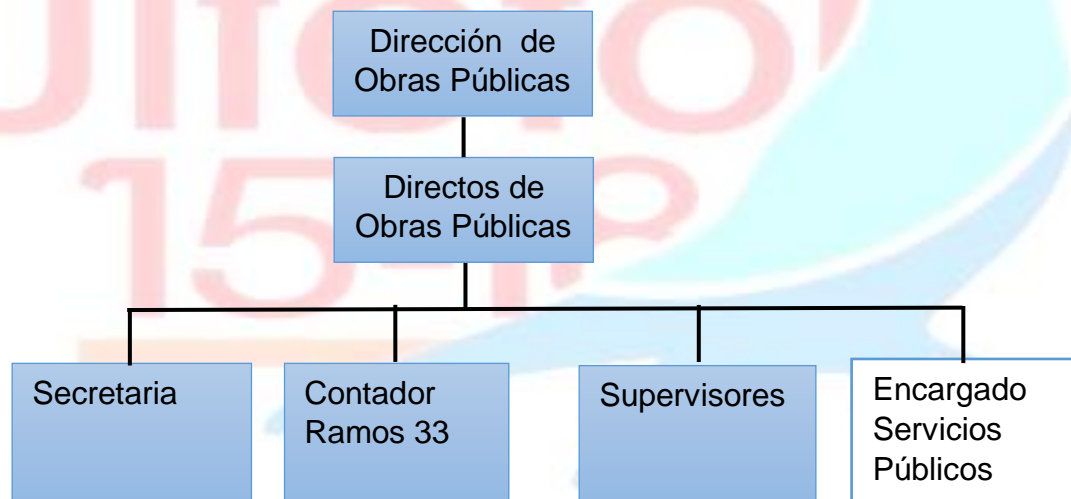 Dirección de
Obras Públicas
Directos de
Obras Públicas
Secretaria
Contador
Ramos 33
Supervisores
Encargado
Servicios
Públicos